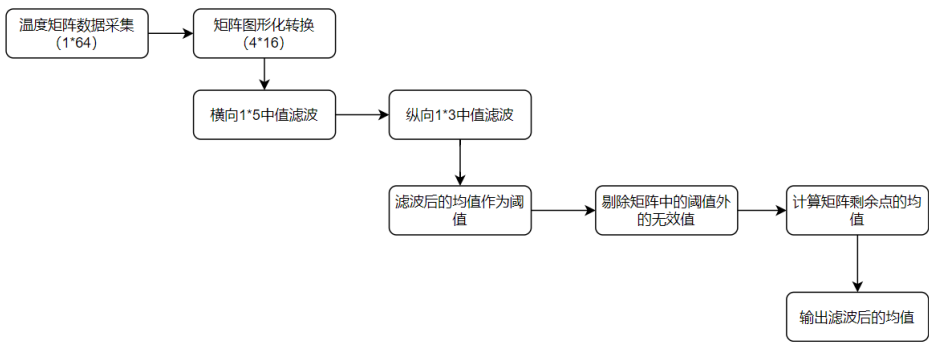 温度矩阵数据采集
（1*64）
矩阵图形化转换
（4*16）
横向1*5中值滤波
纵向1*3中值滤波
滤波后的均值作为阈
值
剔除矩阵中的阈值外
的无效值
计算矩阵剩余点的均
值
输出滤波后的均值